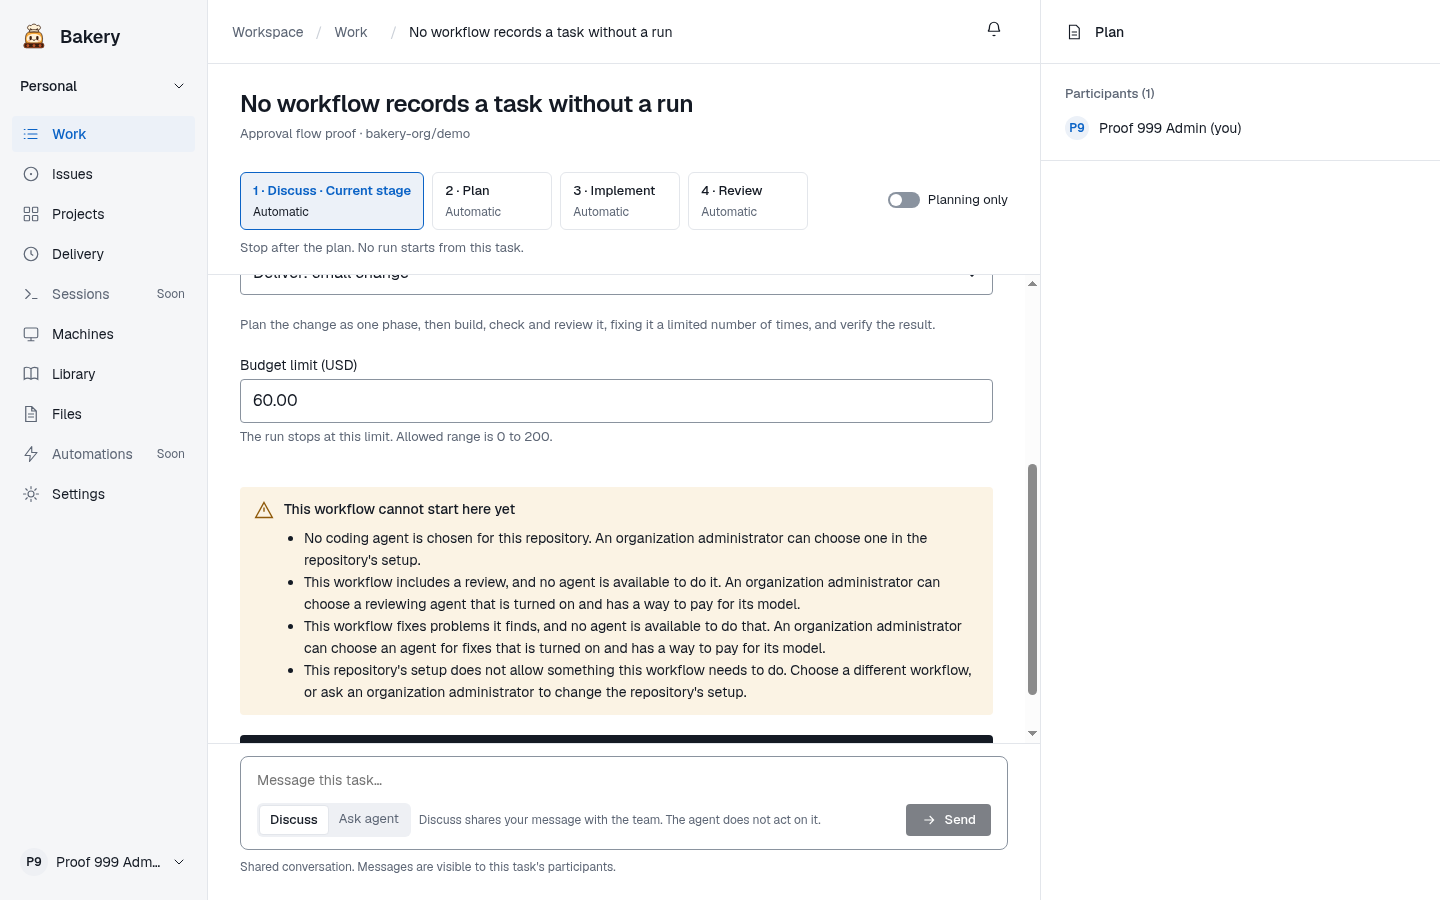 Bakery
Personal
Work
Issues
Projects
Delivery
Sessions Soon
Machines
Library
Files
Automations Soon
Settings
P9 Proof 999 Adm...
Workspace / Work / No workflow records a task without a run
No workflow records a task without a run
Approval flow proof · bakery-org/demo
1 · Discuss · Current stage
Automatic
2 · Plan
Automatic
3 · Implement
Automatic
4 · Review
Automatic
Planning only
Stop after the plan. No run starts from this task.
Deliver: small change
Plan the change as one phase, then build, check and review it, fixing it a limited number of times, and verify the result.
Budget limit (USD)
60.00
The run stops at this limit. Allowed range is 0 to 200.
This workflow cannot start here yet
• No coding agent is chosen for this repository. An organization administrator can choose one in the
repository's setup.
• This workflow includes a review, and no agent is available to do it. An organization administrator can
choose a reviewing agent that is turned on and has a way to pay for its model.
• This workflow fixes problems it finds, and no agent is available to do that. An organization administrator
can choose an agent for fixes that is turned on and has a way to pay for its model.
• This repository's setup does not allow something this workflow needs to do. Choose a different workflow,
or ask an organization administrator to change the repository's setup.
Message this task...
Discuss Ask agent Discuss shares your message with the team. The agent does not act on it.
Send
Shared conversation. Messages are visible to this task's participants.
Plan
Participants (1)
P9 Proof 999 Admin (you)